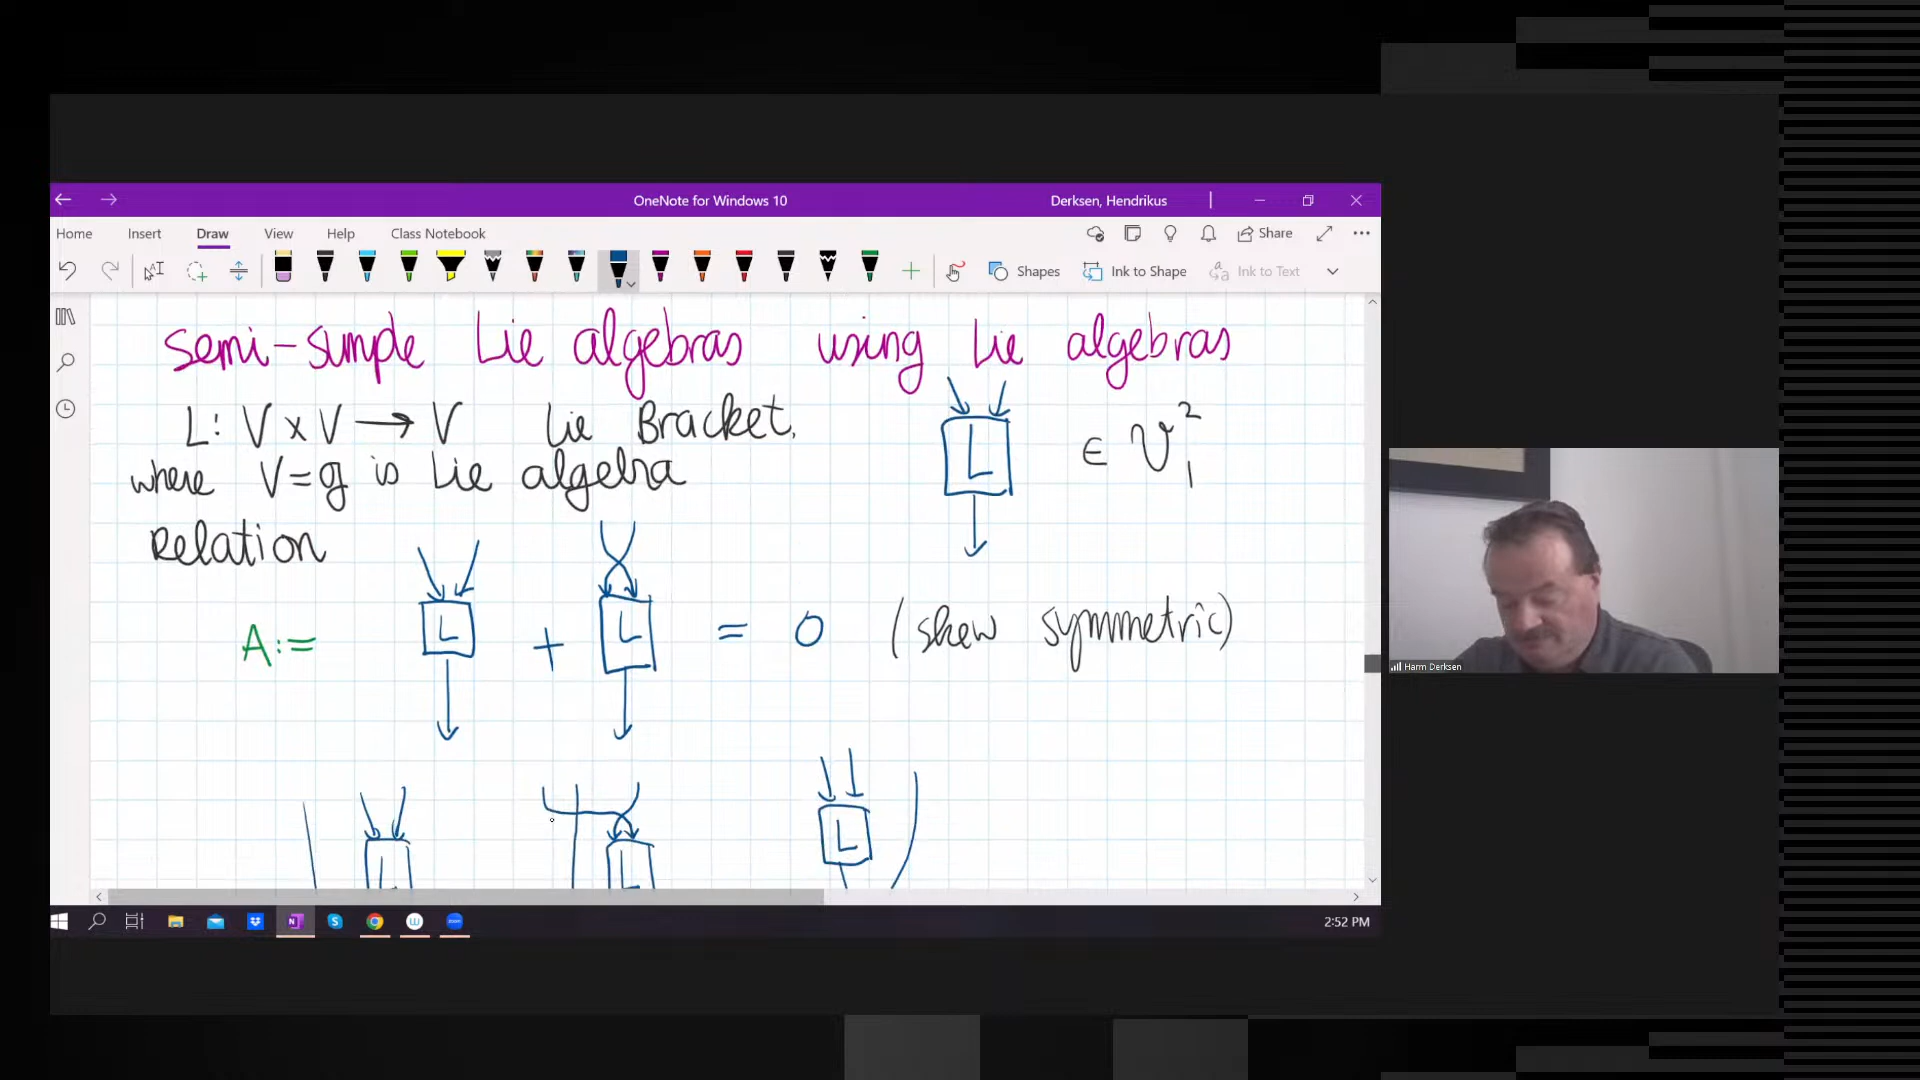 OneNote for Windows 10
Derksen, Hendrikus
Home Insert Draw View Help Class Notebook
Share
Shapes Ink to Shape Ink to Text
semi-simple Lie algebras using Lie algebras
L: V x V → V Lie Bracket.
L ∈ V²₁
where V=g is Lie algebra
Relation
A:= L + L = 0 (skew symmetric)
L L L
Harm Derksen
2:52 PM